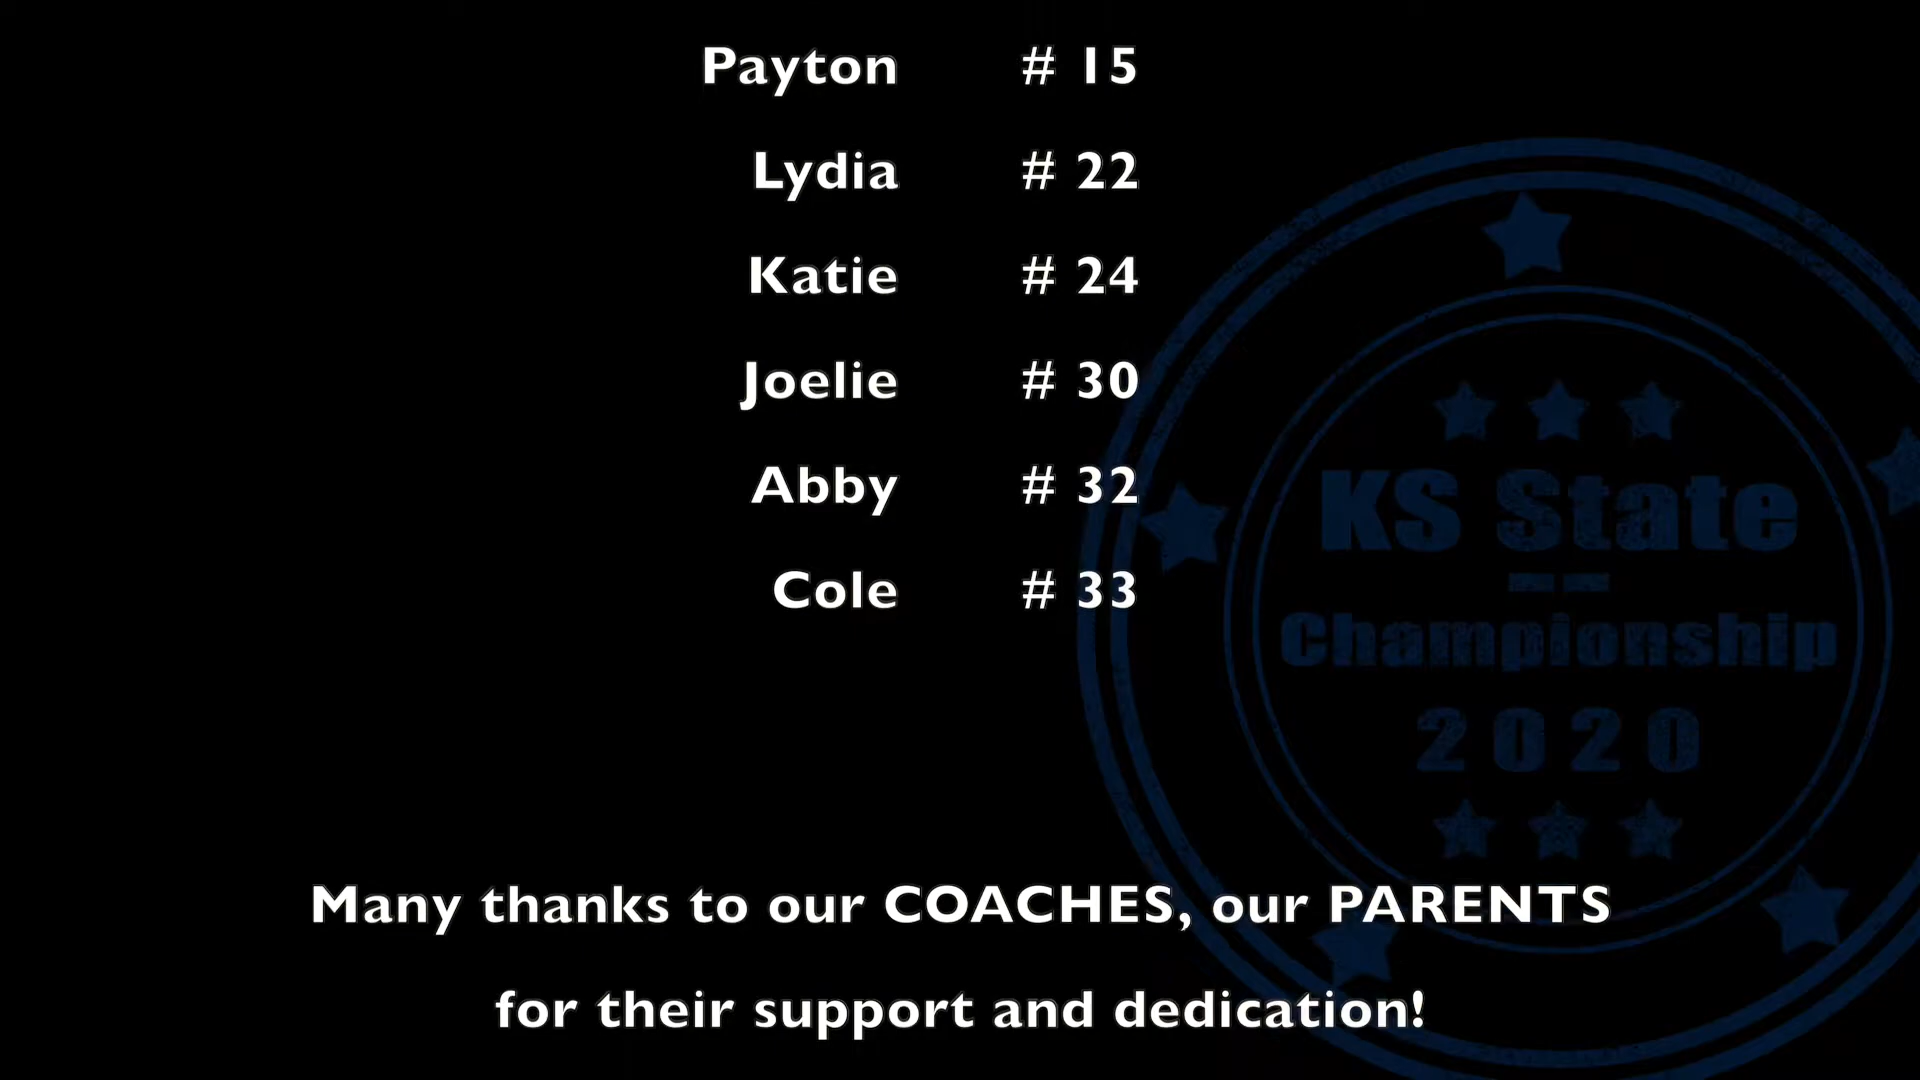 Payton # 15
Lydia # 22
Katie # 24
Joelie # 30
Abby # 32
Cole # 33
KS State
Championship
2020
Many thanks to our COACHES, our PARENTS
for their support and dedication!